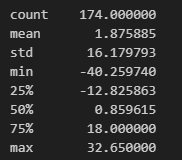 count 174.000000
mean 1.875885
std 16.179793
min -40.259740
25% -12.825863
50% 0.859615
75% 18.000000
max 32.650000